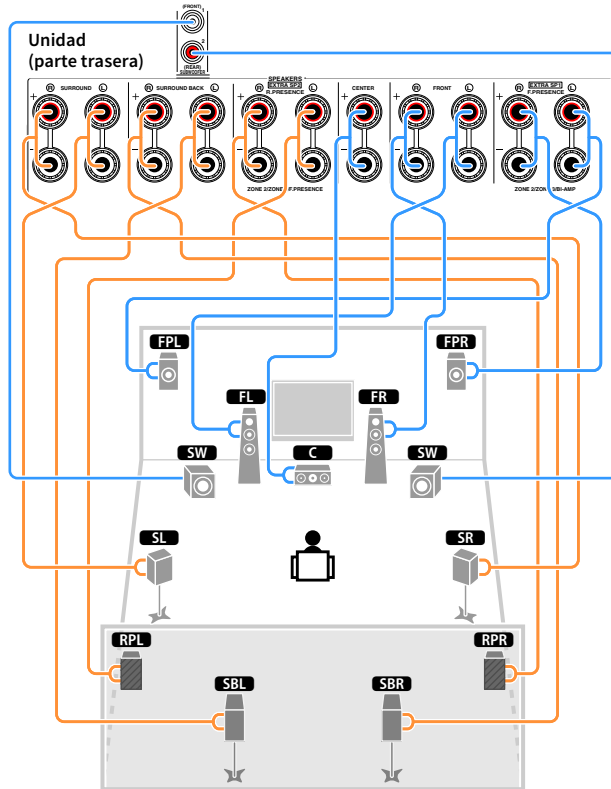 (FRONT)
1
Unidad
(parte trasera)
2
(REAR)
SUBWOOFER
SPEAKERS
R SURROUND L
R SURROUND BACK L
EXTRA SP2
R R.PRESENCE L
CENTER
R FRONT L
EXTRA SP1
R F.PRESENCE L
+ + + + + +
- - - - - -
ZONE 2/ZONE
F.PRESENCE
ZONE 2/ZONE 3/BI-AMP
FPL
FPR
FL
FR
SW
C
SW
SL
SR
RPL
RPR
SBL
SBR